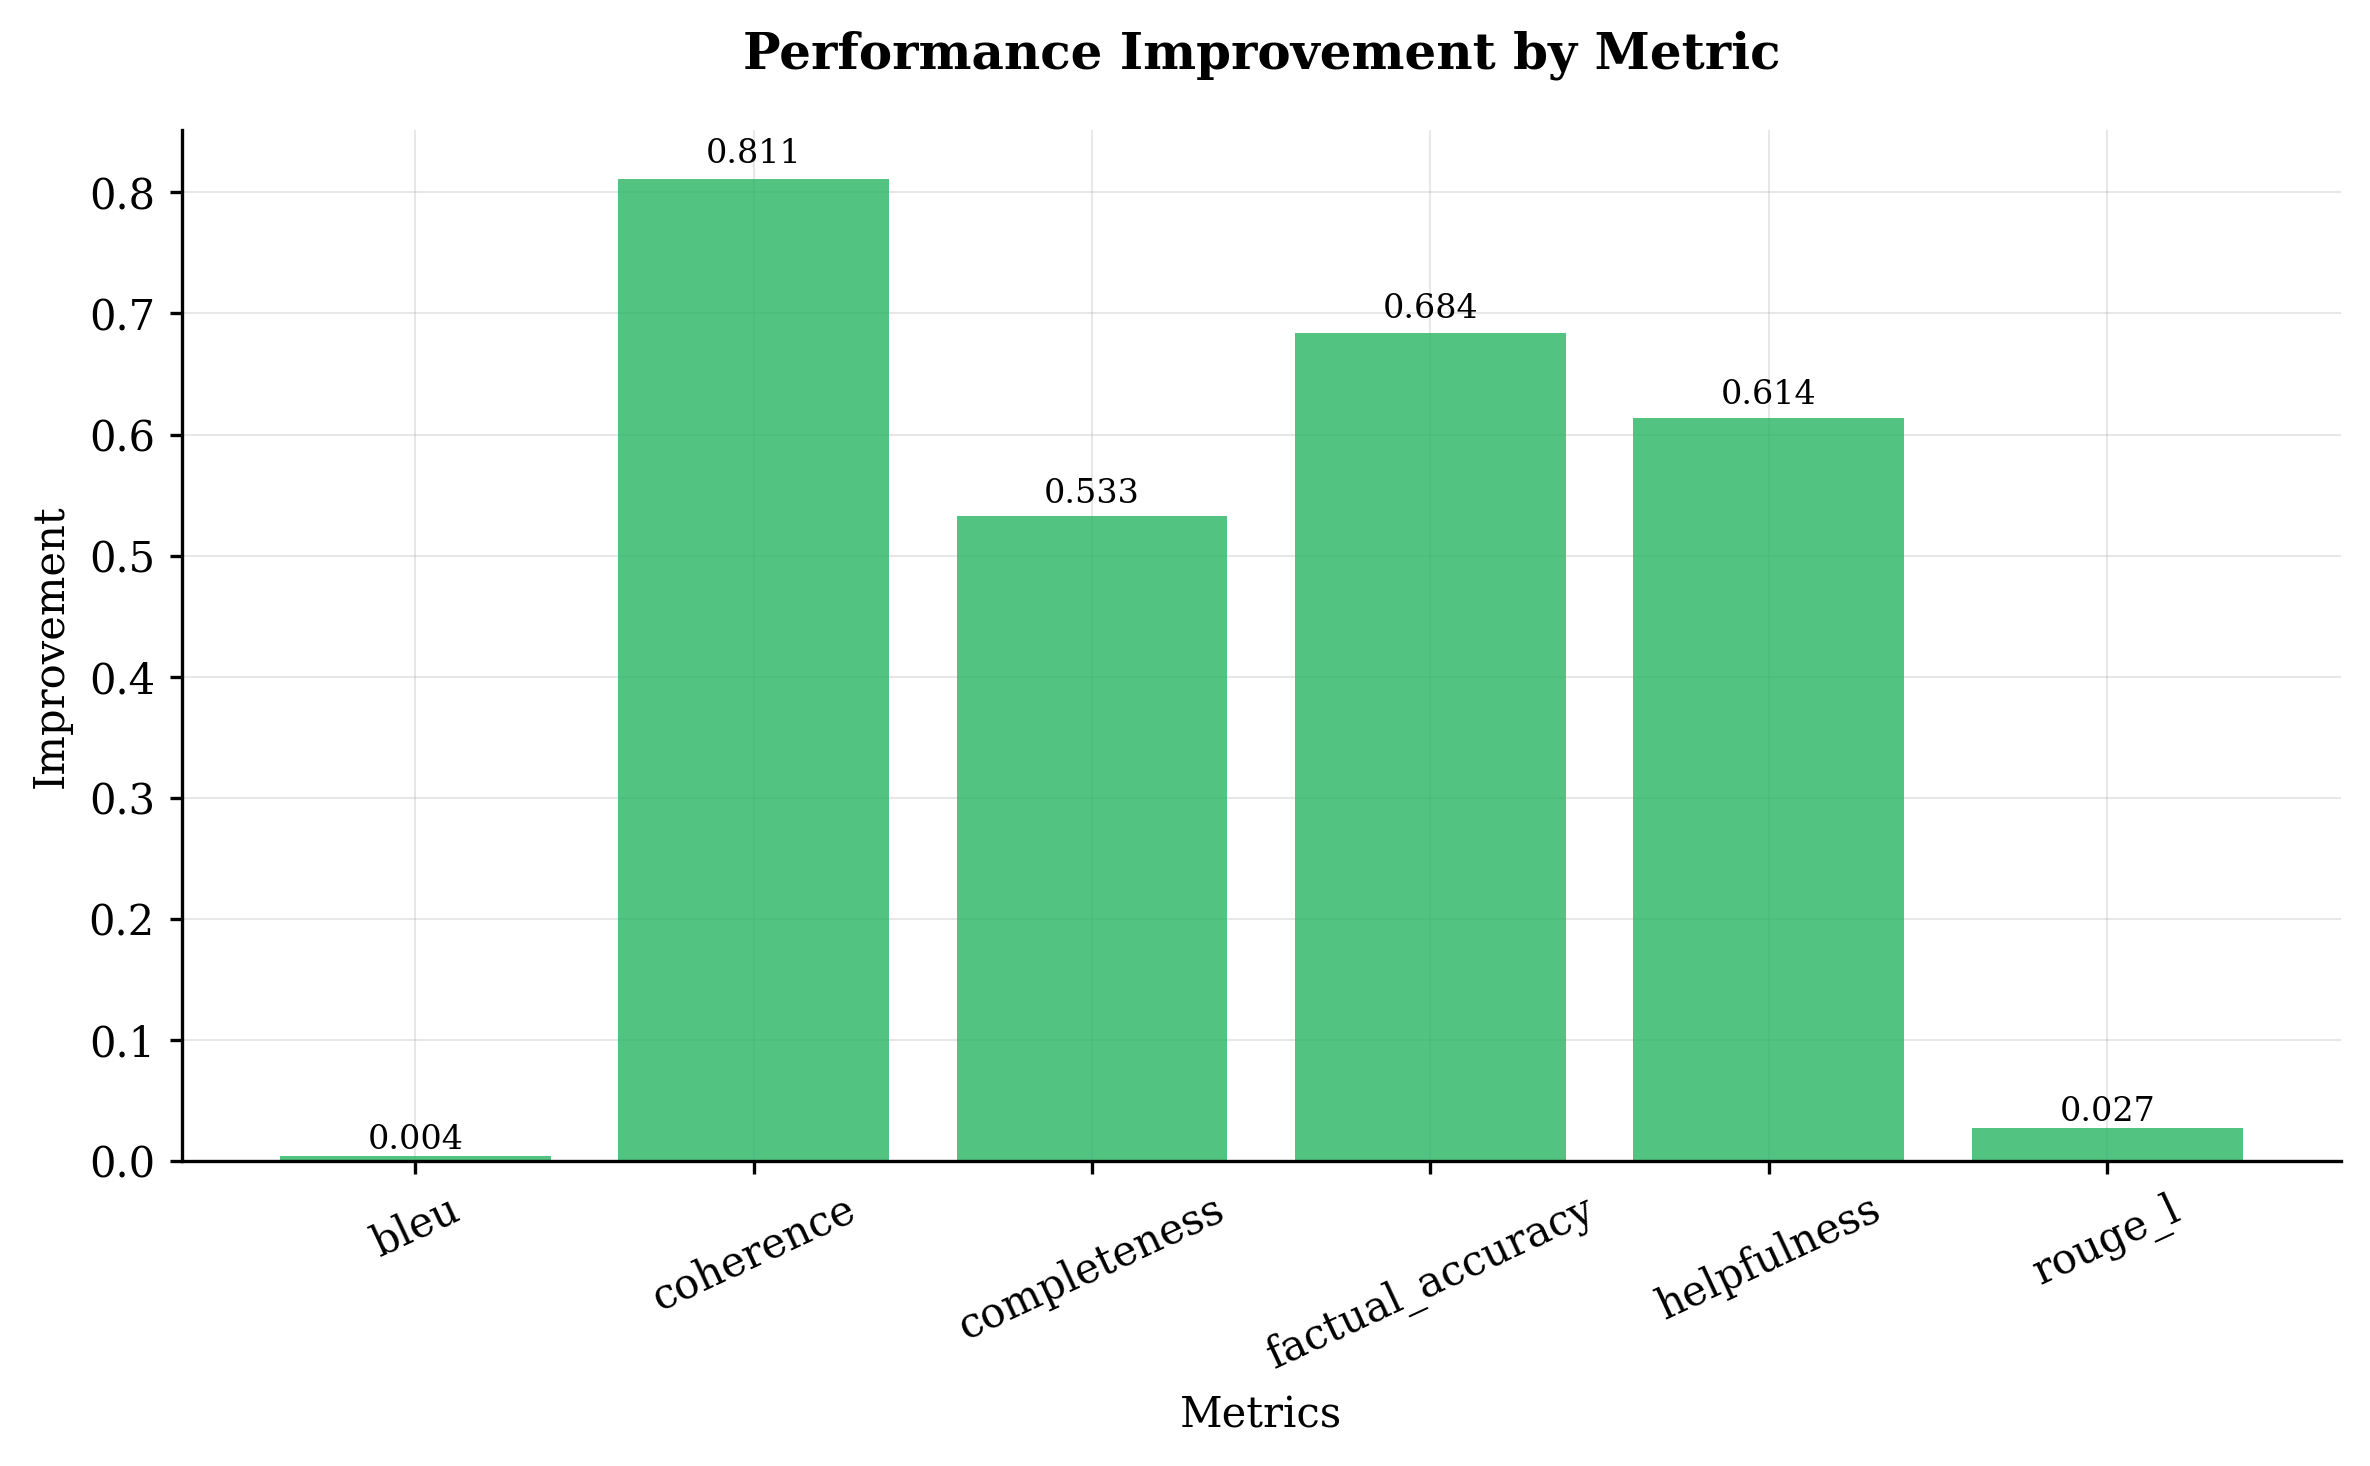 Performance Improvement by Metric
0.811
0.684
0.614
0.533
0.027
0.004
Improvement
0.8
0.7
0.6
0.5
0.4
0.3
0.2
0.1
0.0
bleu
coherence
completeness
factual_accuracy
helpfulness
rouge_l
Metrics